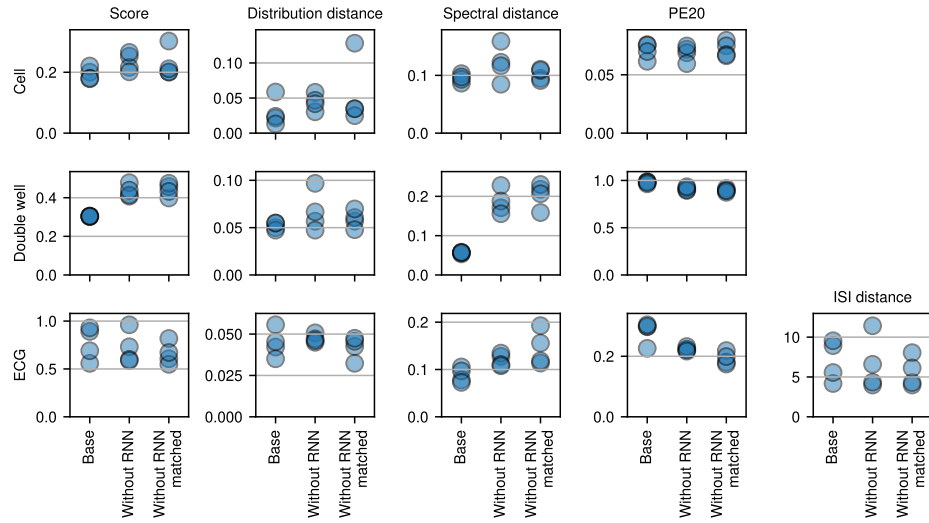 Score
Distribution distance
Spectral distance
PE20
Cell
0.2
0.0
0.10
0.05
0.00
0.1
0.0
0.05
0.00
Double well
0.4
0.2
0.0
0.10
0.05
0.00
0.2
0.1
0.0
1.0
0.5
0.0
ISI distance
ECG
1.0
0.5
0.0
0.050
0.025
0.000
0.2
0.1
0.0
0.2
0.0
10
5
0
Base
Without RNN
Without RNN
matched
Base
Without RNN
Without RNN
matched
Base
Without RNN
Without RNN
matched
Base
Without RNN
Without RNN
matched
Base
Without RNN
Without RNN
matched